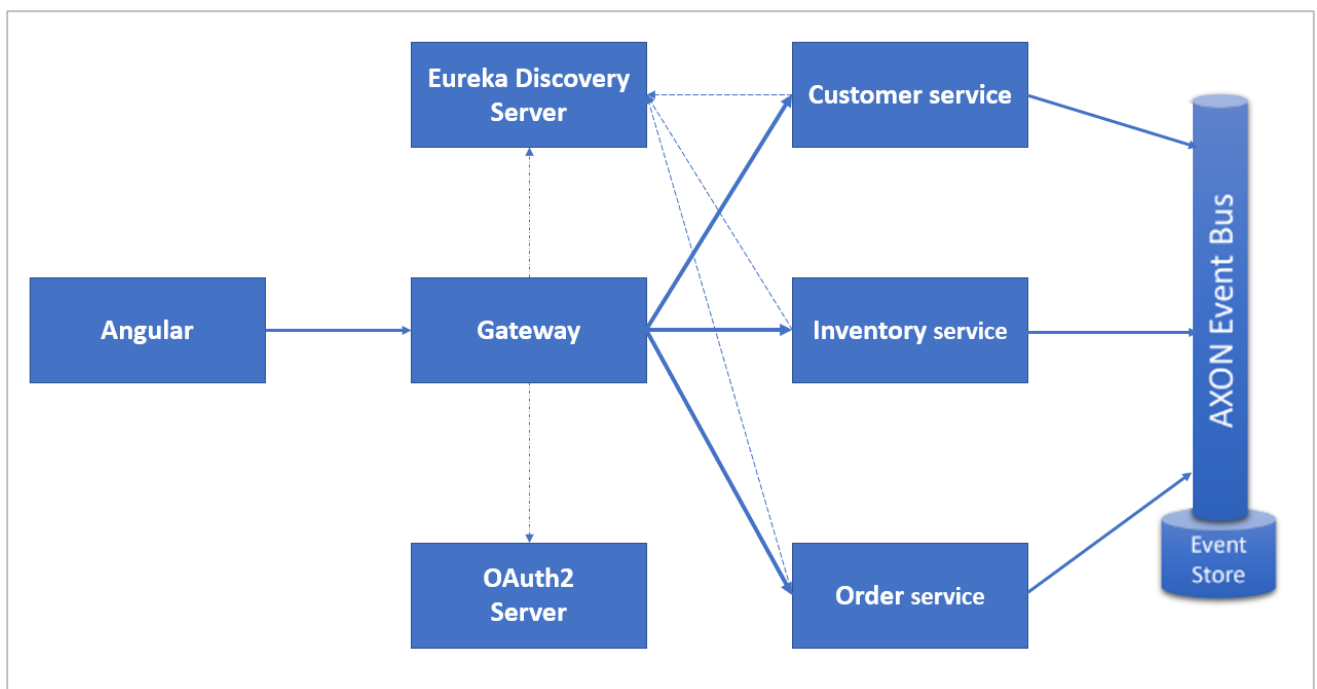 Eureka Discovery
Server
Customer service
Angular
Gateway
Inventory service
AXON Event Bus
OAuth2
Server
Order service
Event
Store